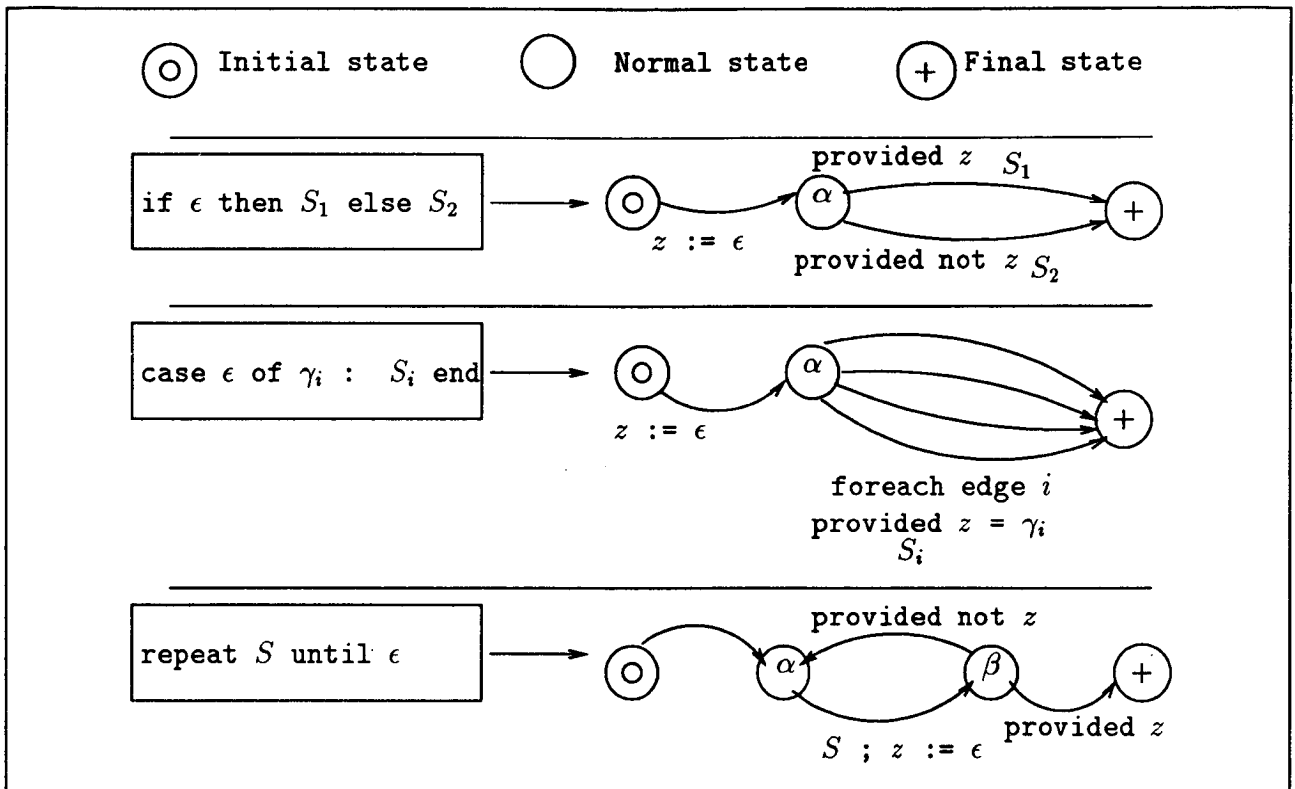 Initial state Normal state + Final state
provided z S₁
if ϵ then S₁ else S₂ α +
z := ϵ
provided not z S₂
case ϵ of γᵢ : Sᵢ end α +
z := ϵ
foreach edge i
provided z = γᵢ
Sᵢ
provided not z
repeat S until ϵ α β +
provided z
S ; z := ϵ